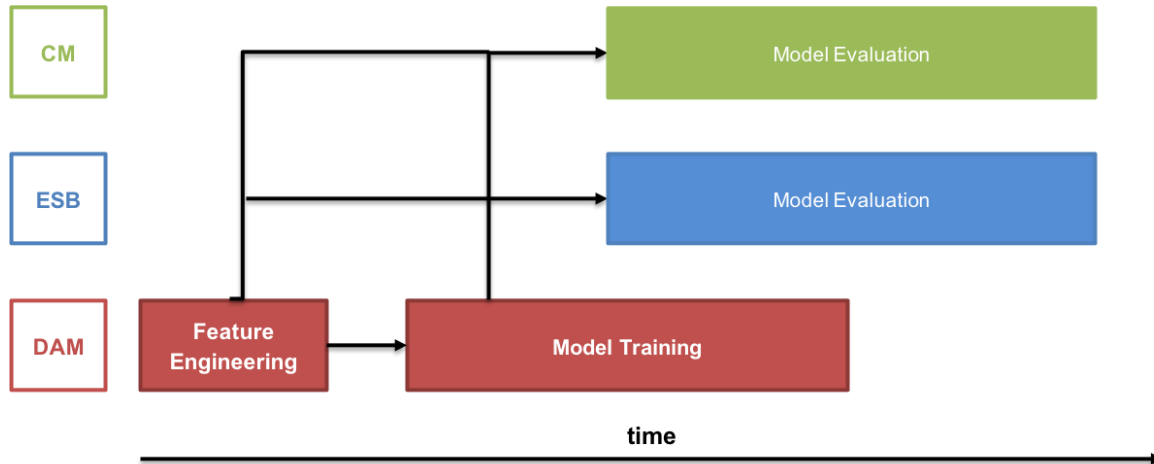 CM
Model Evaluation
ESB
Model Evaluation
DAM
Feature
Engineering
Model Training
time